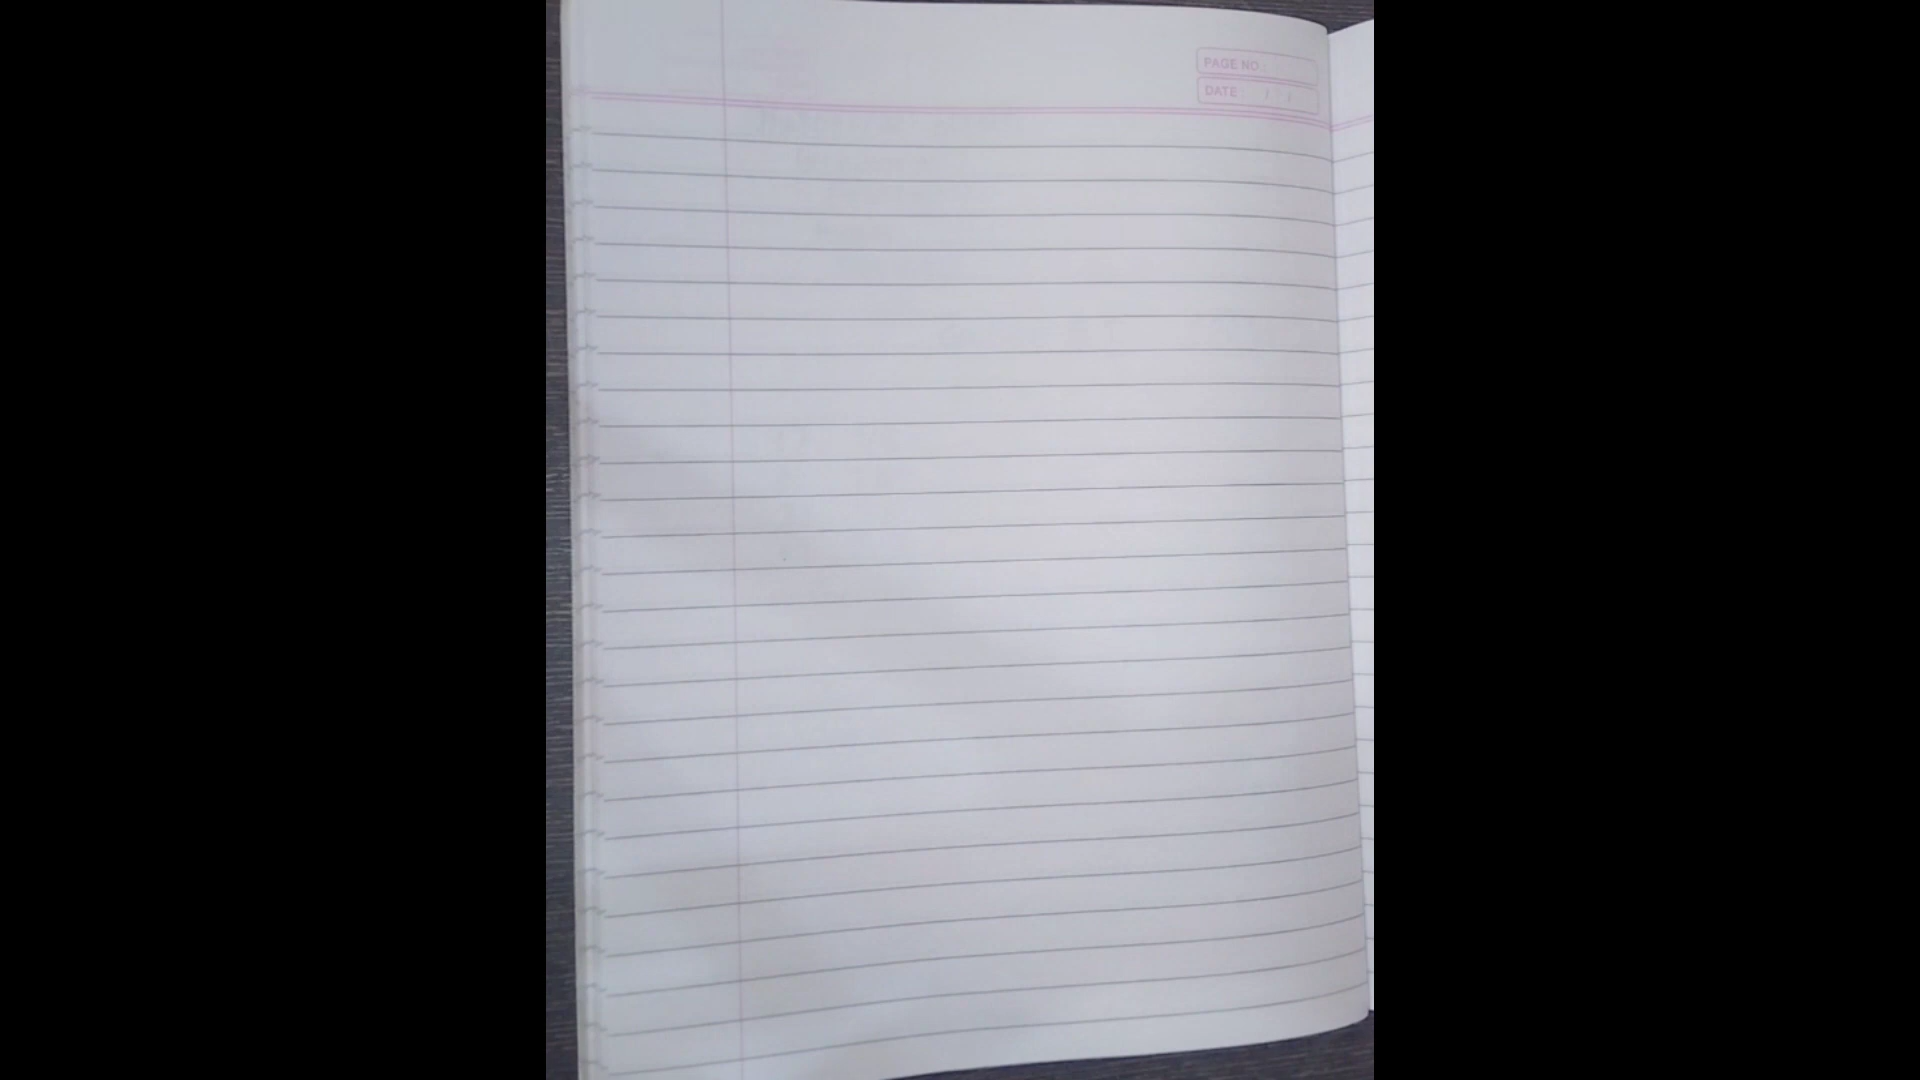 PAGE NO.:
DATE : / /